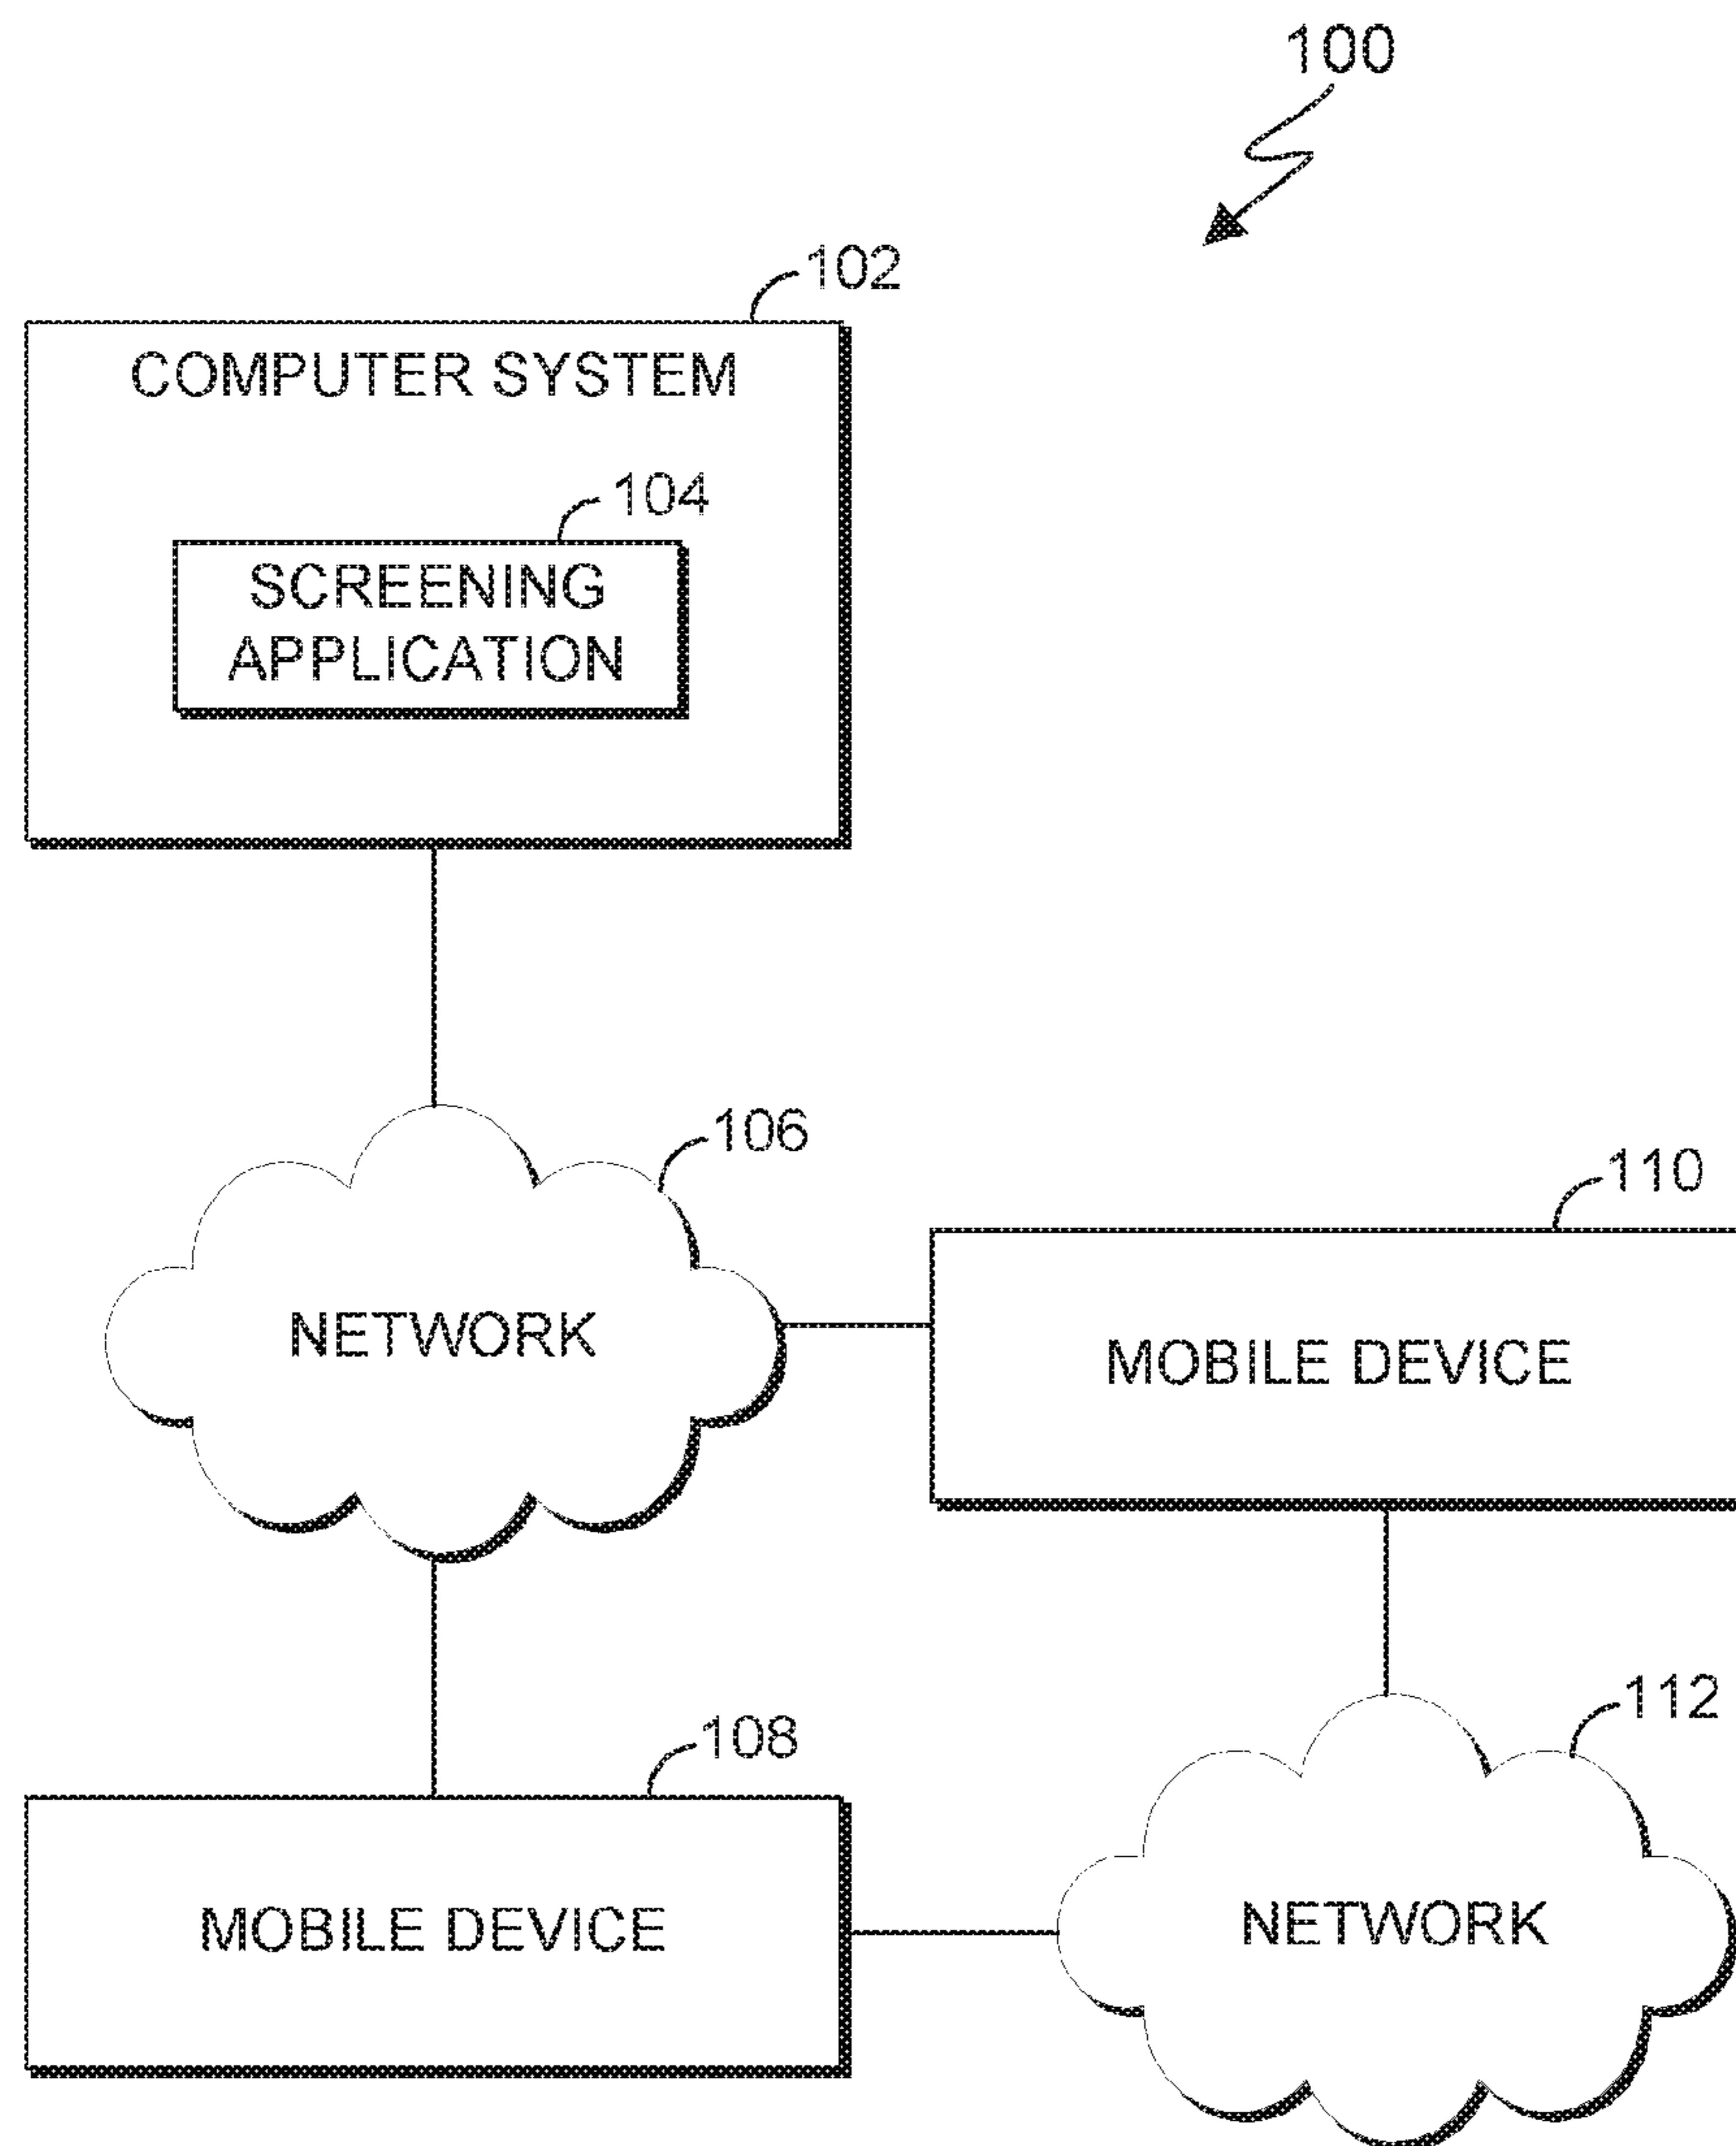 100
102
COMPUTER SYSTEM
104
SCREENING
APPLICATION
106
NETWORK
110
MOBILE DEVICE
108
MOBILE DEVICE
112
NETWORK